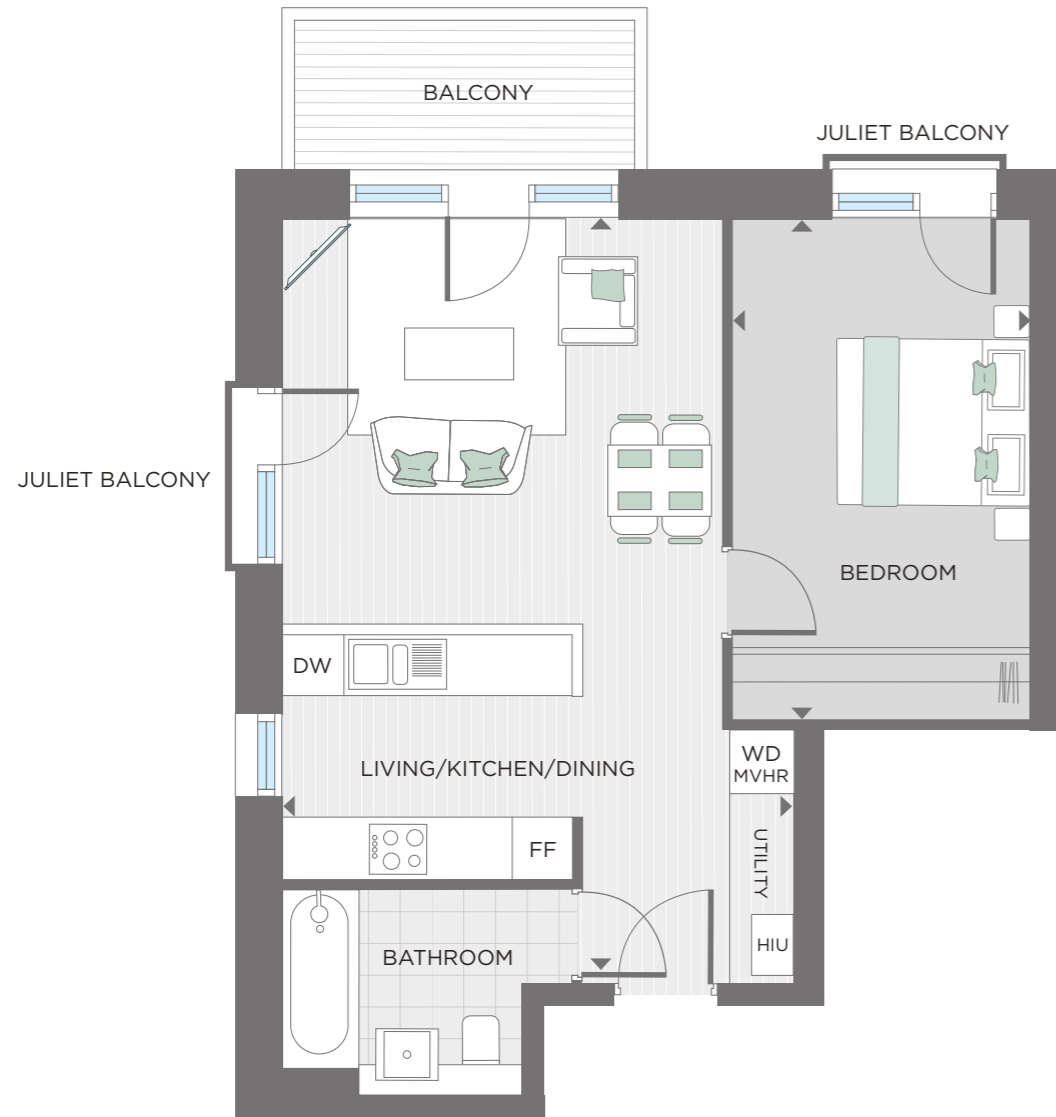 BALCONY
JULIET BALCONY
JULIET BALCONY
BEDROOM
DW
WD
MVHR
LIVING/KITCHEN/DINING
UTILITY
FF
HIU
BATHROOM